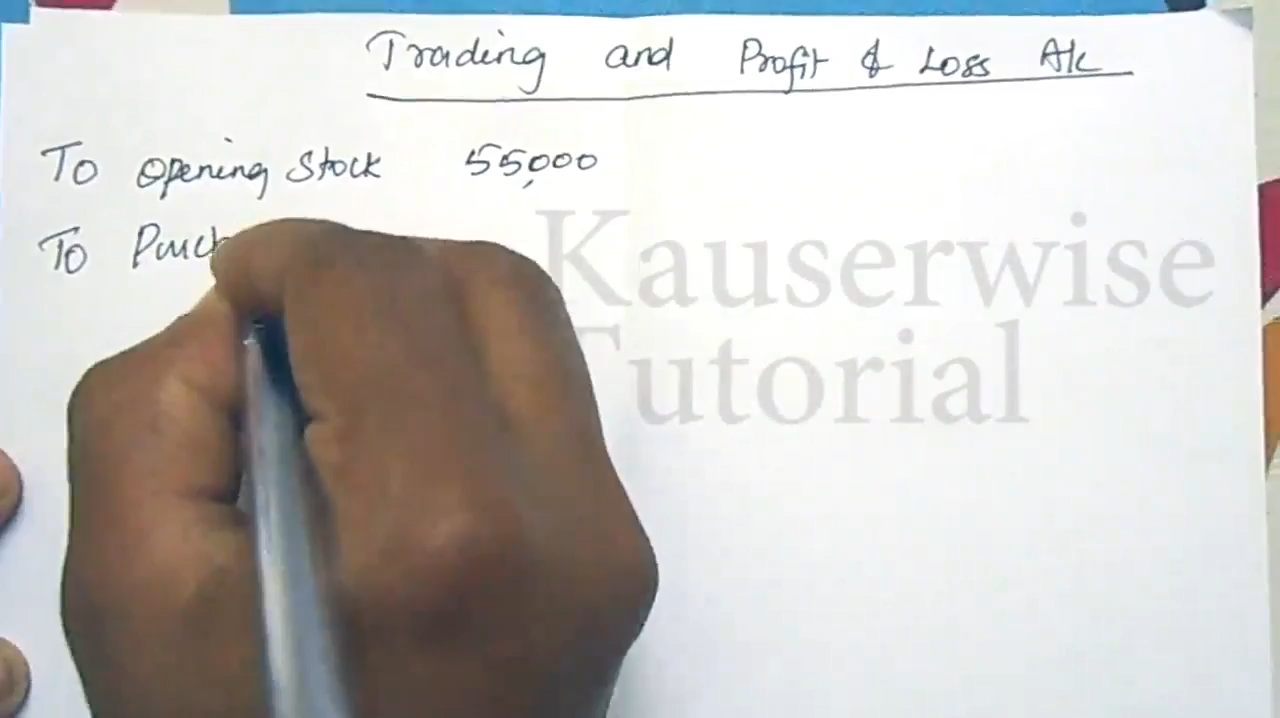 Trading and Profit & Loss A/c
To Opening Stock 55,000
To Purch
Kauserwise
Tutorial